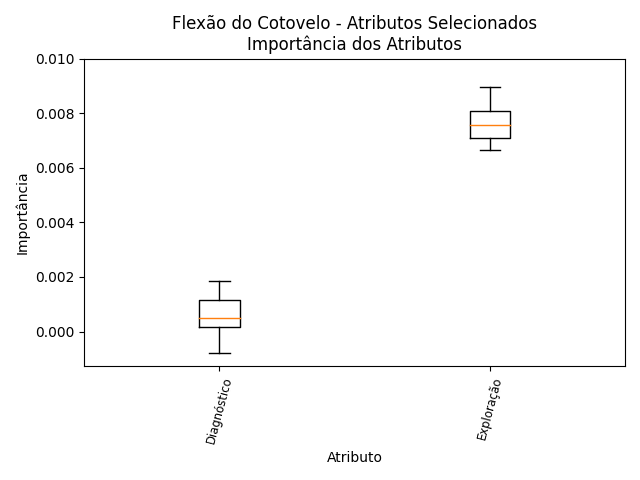 Flexão do Cotovelo - Atributos Selecionados
Importância dos Atributos
0.010
0.008
0.006
0.004
0.002
0.000
Importância
Diagnóstico
Exploração
Atributo